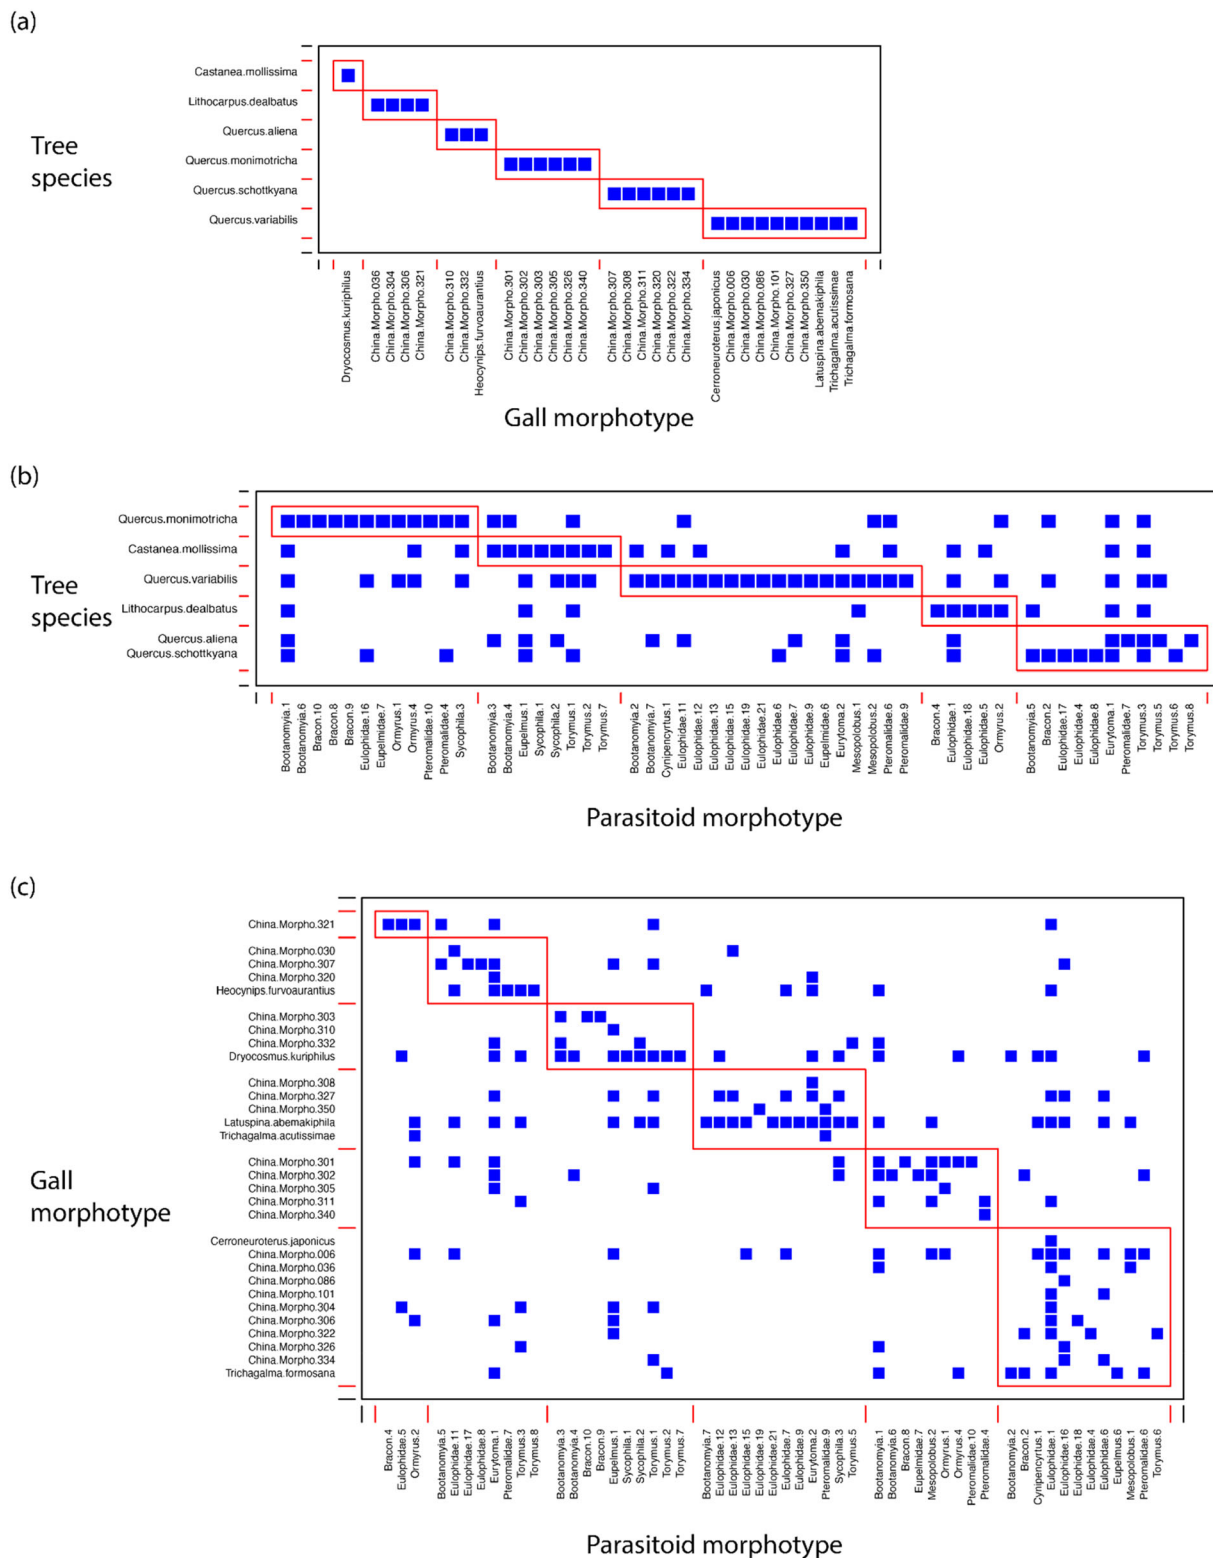 (a)
Castanea.mollissima
Lithocarpus.dealbatus
Quercus.aliena
Quercus.monimotricha
Quercus.schottkyana
Quercus.variabilis
Tree
species
Dryocosmus.kuriphilus
China.Morpho.036
China.Morpho.304
China.Morpho.306
China.Morpho.321
China.Morpho.310
China.Morpho.332
Heocynips.furvoaurantius
China.Morpho.301
China.Morpho.302
China.Morpho.303
China.Morpho.305
China.Morpho.326
China.Morpho.340
China.Morpho.307
China.Morpho.308
China.Morpho.311
China.Morpho.320
China.Morpho.322
China.Morpho.334
Cerroneuroterus.japonicus
China.Morpho.006
China.Morpho.030
China.Morpho.086
China.Morpho.101
China.Morpho.327
China.Morpho.350
Latuspina.abemakiphila
Trichagalma.acutissimae
Trichagalma.formosana
Gall morphotype
(b)
Quercus.monimotricha
Castanea.mollissima
Quercus.variabilis
Lithocarpus.dealbatus
Quercus.aliena
Quercus.schottkyana
Tree
species
Bootanomyia.1
Bootanomyia.6
Bracon.10
Bracon.8
Bracon.9
Eulophidae.16
Eupelmidae.7
Ormyrus.1
Ormyrus.4
Pteromalidae.10
Pteromalidae.4
Sycophila.3
Bootanomyia.3
Bootanomyia.4
Eupelmus.1
Sycophila.1
Sycophila.2
Torymus.1
Torymus.2
Torymus.7
Bootanomyia.2
Bootanomyia.7
Cynipencyrtus.1
Eulophidae.11
Eulophidae.12
Eulophidae.13
Eulophidae.15
Eulophidae.19
Eulophidae.21
Eulophidae.6
Eulophidae.7
Eulophidae.9
Eupelmidae.6
Eurytoma.2
Mesopolobus.1
Mesopolobus.2
Pteromalidae.6
Pteromalidae.9
Bracon.4
Eulophidae.1
Eulophidae.18
Eulophidae.5
Ormyrus.2
Bootanomyia.5
Bracon.2
Eulophidae.17
Eulophidae.4
Eulophidae.8
Eurytoma.1
Pteromalidae.7
Torymus.3
Torymus.5
Torymus.6
Torymus.8
Parasitoid morphotype
(c)
China.Morpho.321
China.Morpho.030
China.Morpho.307
China.Morpho.320
Heocynips.furvoaurantius
China.Morpho.303
China.Morpho.310
China.Morpho.332
Dryocosmus.kuriphilus
China.Morpho.308
China.Morpho.327
China.Morpho.350
Latuspina.abemakiphila
Trichagalma.acutissimae
China.Morpho.301
China.Morpho.302
China.Morpho.305
China.Morpho.311
China.Morpho.340
Cerroneuroterus.japonicus
China.Morpho.006
China.Morpho.036
China.Morpho.086
China.Morpho.101
China.Morpho.304
China.Morpho.306
China.Morpho.322
China.Morpho.326
China.Morpho.334
Trichagalma.formosana
Gall
morphotype
Bracon.4
Eulophidae.5
Ormyrus.2
Bootanomyia.5
Eulophidae.11
Eulophidae.17
Eulophidae.8
Eurytoma.1
Pteromalidae.7
Torymus.3
Torymus.8
Bootanomyia.3
Bootanomyia.4
Bracon.10
Bracon.9
Eupelmus.1
Sycophila.1
Sycophila.2
Torymus.1
Torymus.2
Torymus.7
Bootanomyia.7
Eulophidae.12
Eulophidae.13
Eulophidae.15
Eulophidae.19
Eulophidae.21
Eulophidae.7
Eulophidae.9
Eurytoma.2
Pteromalidae.9
Sycophila.3
Torymus.5
Bootanomyia.1
Bootanomyia.6
Bracon.8
Eupelmidae.7
Mesopolobus.2
Ormyrus.1
Ormyrus.4
Pteromalidae.10
Pteromalidae.4
Bootanomyia.2
Bracon.2
Cynipencyrtus.1
Eulophidae.1
Eulophidae.16
Eulophidae.18
Eulophidae.4
Eulophidae.6
Eupelmidae.6
Mesopolobus.1
Pteromalidae.6
Torymus.6
Parasitoid morphotype